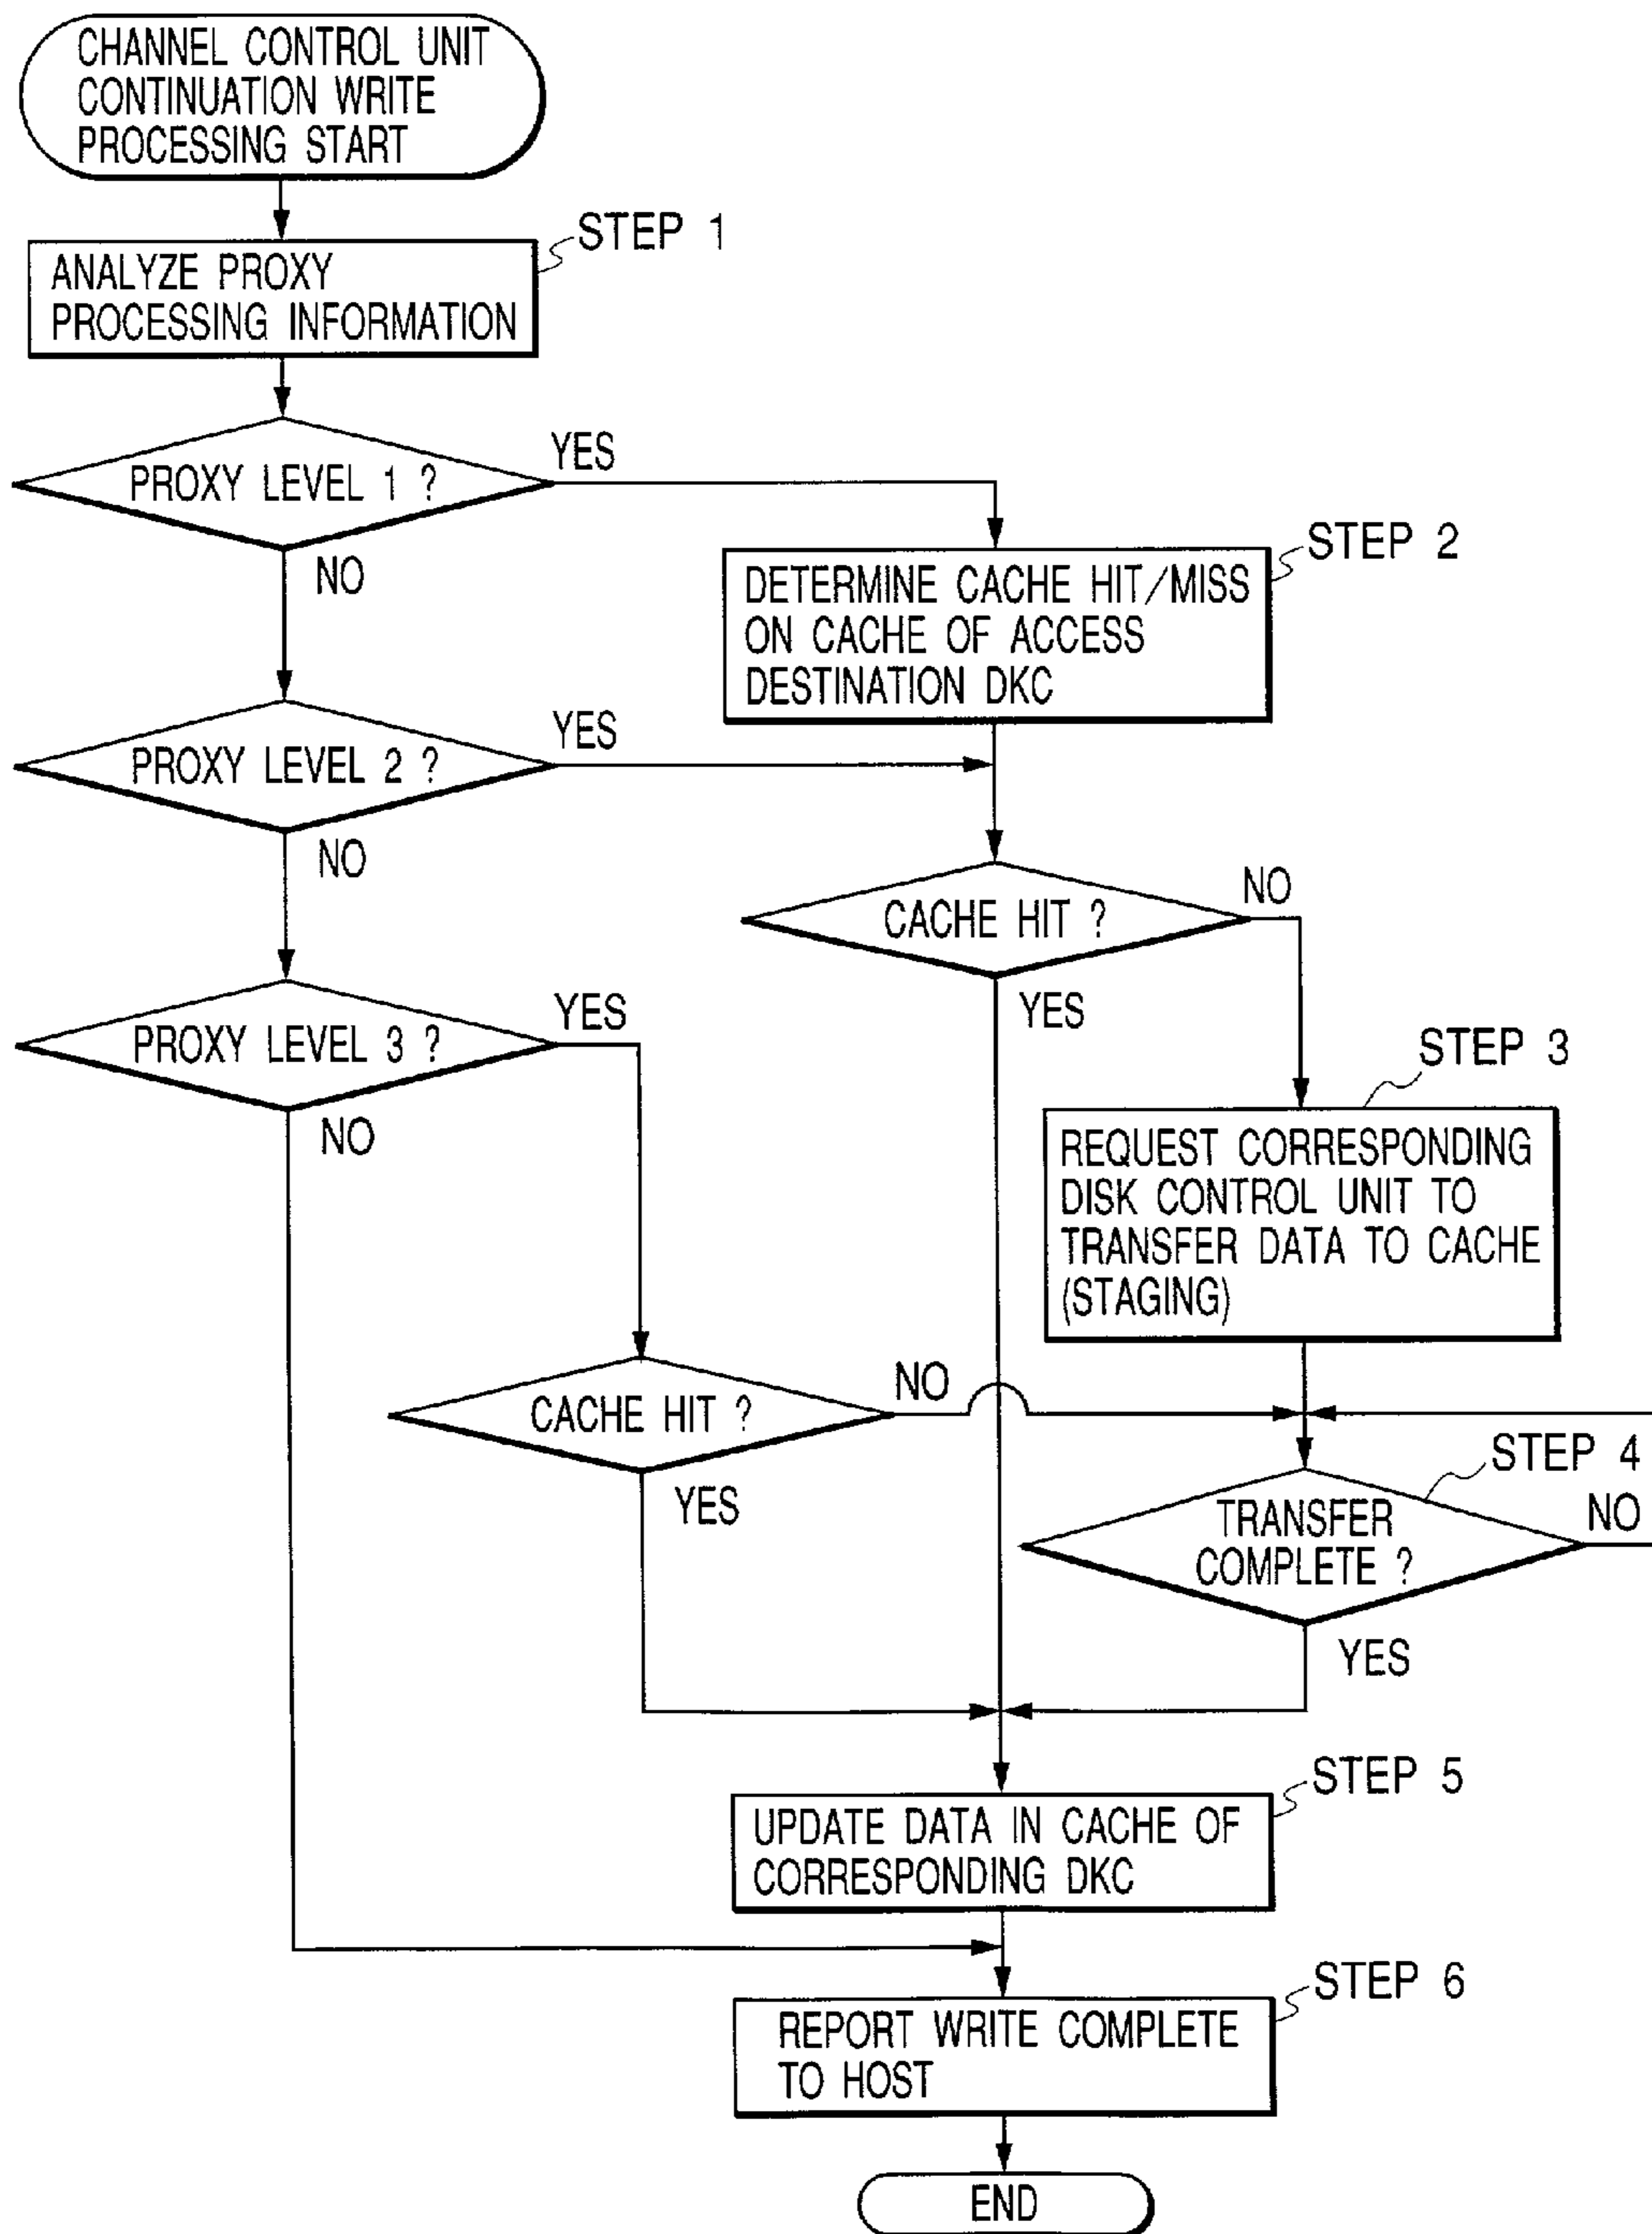 CHANNEL CONTROL UNIT
CONTINUATION WRITE
PROCESSING START
STEP 1
ANALYZE PROXY
PROCESSING INFORMATION
PROXY LEVEL 1 ?
YES
NO
STEP 2
DETERMINE CACHE HIT/MISS
ON CACHE OF ACCESS
DESTINATION DKC
PROXY LEVEL 2 ?
YES
NO
CACHE HIT ?
NO
YES
PROXY LEVEL 3 ?
YES
NO
STEP 3
REQUEST CORRESPONDING
DISK CONTROL UNIT TO
TRANSFER DATA TO CACHE
(STAGING)
CACHE HIT ?
NO
YES
STEP 4
TRANSFER
COMPLETE ?
NO
YES
STEP 5
UPDATE DATA IN CACHE OF
CORRESPONDING DKC
STEP 6
REPORT WRITE COMPLETE
TO HOST
END